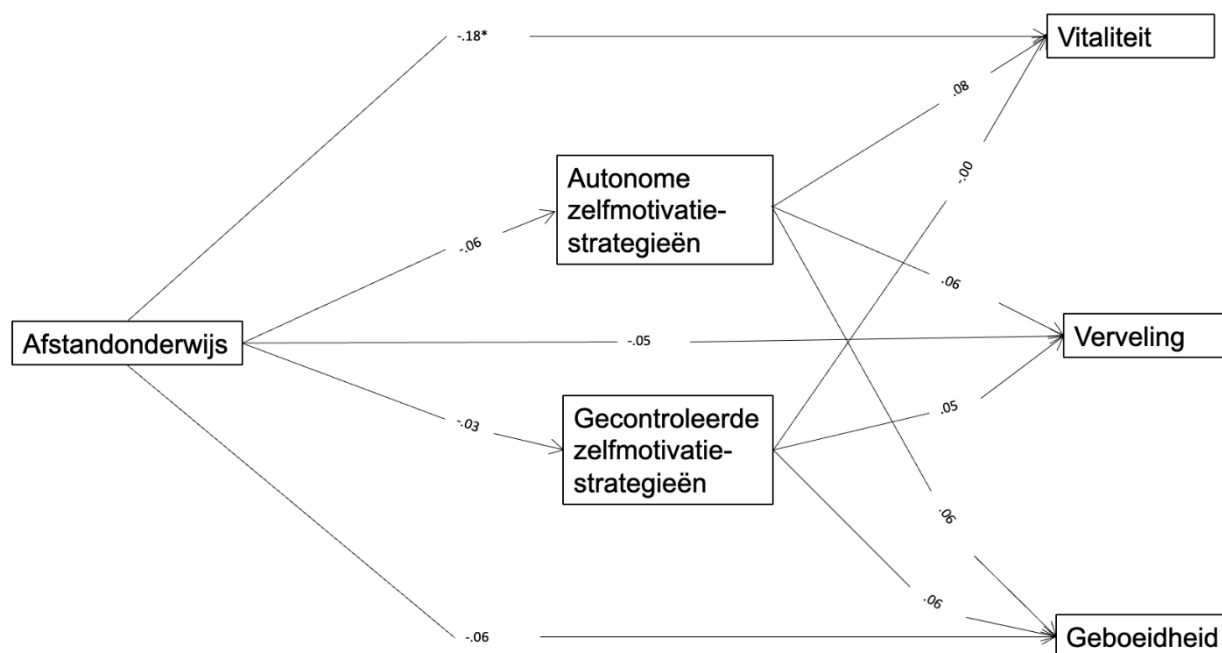 -.18*
Vitaliteit
.08
-.00
Autonome
zelfmotivatie-
strategieën
-.06
.06
Afstandonderwijs
-.05
Verveling
-.03
Gecontroleerde
zelfmotivatie-
strategieën
.05
.06
.06
-.06
Geboeidheid